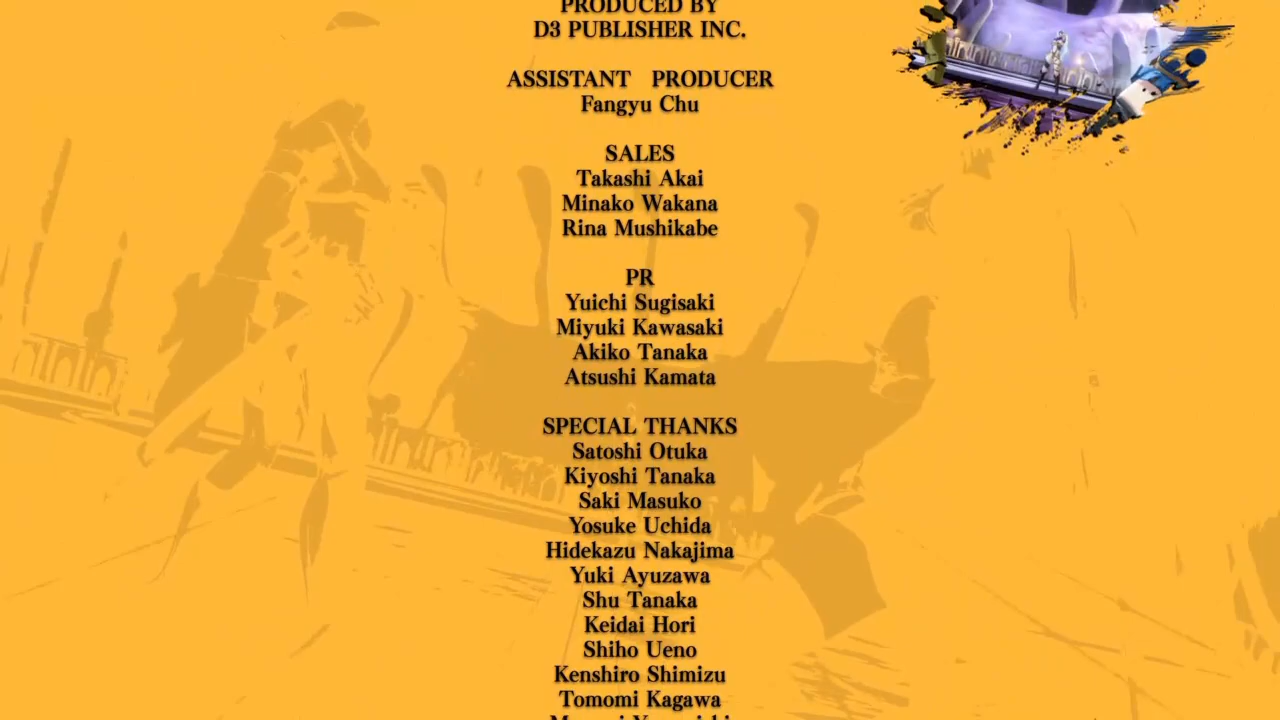 PRODUCED BY
D3 PUBLISHER INC.
ASSISTANT PRODUCER
Fangyu Chu
SALES
Takashi Akai
Minako Wakana
Rina Mushikabe
PR
Yuichi Sugisaki
Miyuki Kawasaki
Akiko Tanaka
Atsushi Kamata
SPECIAL THANKS
Satoshi Otuka
Kiyoshi Tanaka
Saki Masuko
Yosuke Uchida
Hidekazu Nakajima
Yuki Ayuzawa
Shu Tanaka
Keidai Hori
Shiho Ueno
Kenshiro Shimizu
Tomomi Kagawa